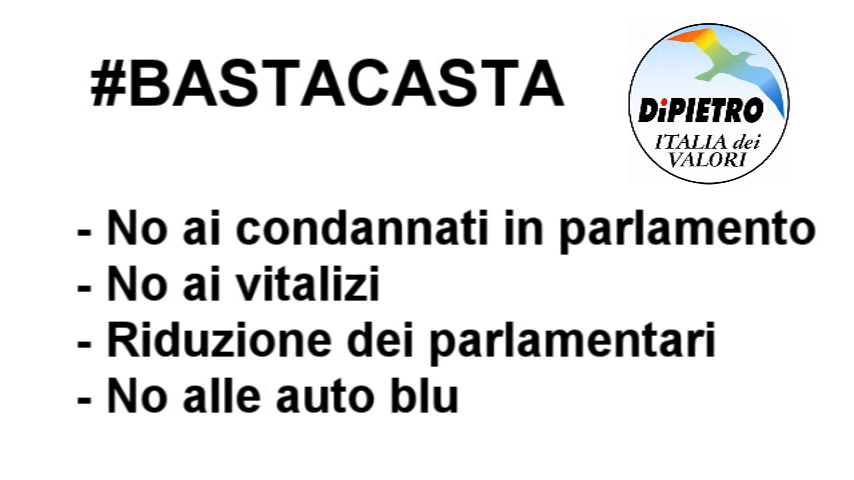 #BASTACASTA
DiPIETRO
ITALIA dei
VALORI
- No ai condannati in parlamento
- No ai vitalizi
- Riduzione dei parlamentari
- No alle auto blu